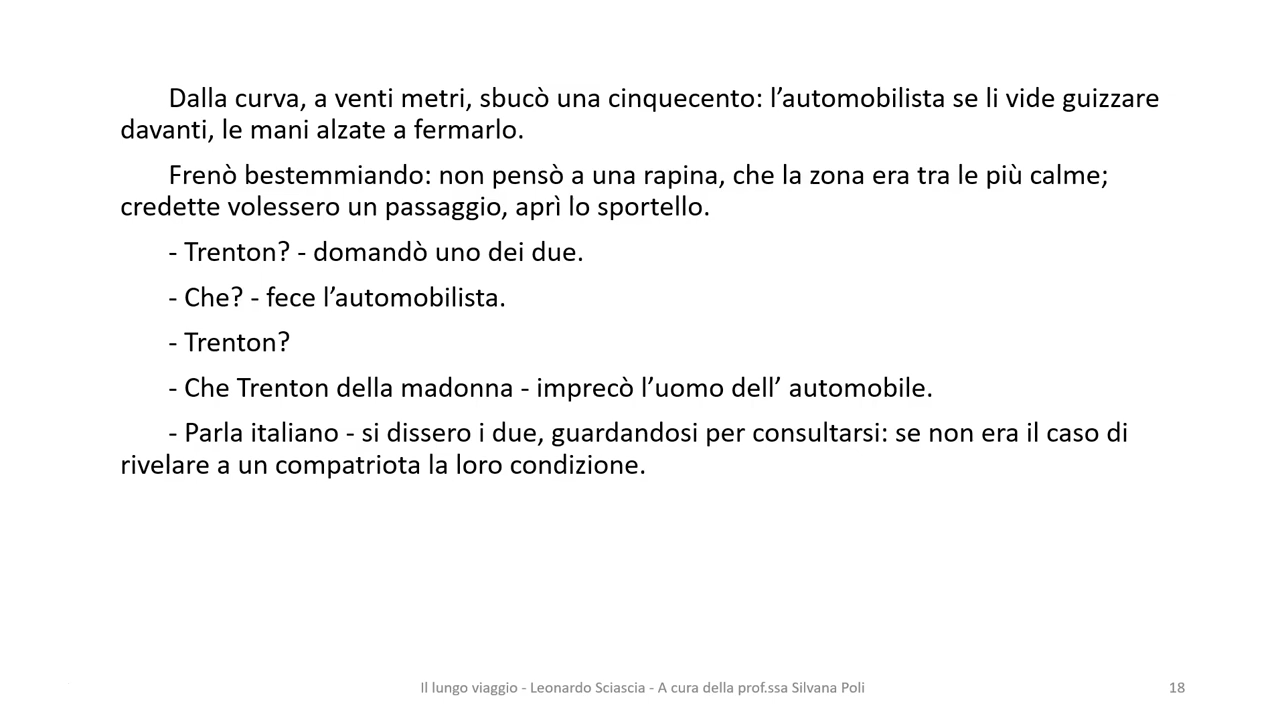 Dalla curva, a venti metri, sbucò una cinquecento: l’automobilista se li vide guizzare
davanti, le mani alzate a fermarlo.
Frenò bestemmiando: non pensò a una rapina, che la zona era tra le più calme;
credette volessero un passaggio, aprì lo sportello.
- Trenton? - domandò uno dei due.
- Che? - fece l’automobilista.
- Trenton?
- Che Trenton della madonna - imprecò l’uomo dell’ automobile.
- Parla italiano - si dissero i due, guardandosi per consultarsi: se non era il caso di
rivelare a un compatriota la loro condizione.
Il lungo viaggio - Leonardo Sciascia - A cura della prof.ssa Silvana Poli
18